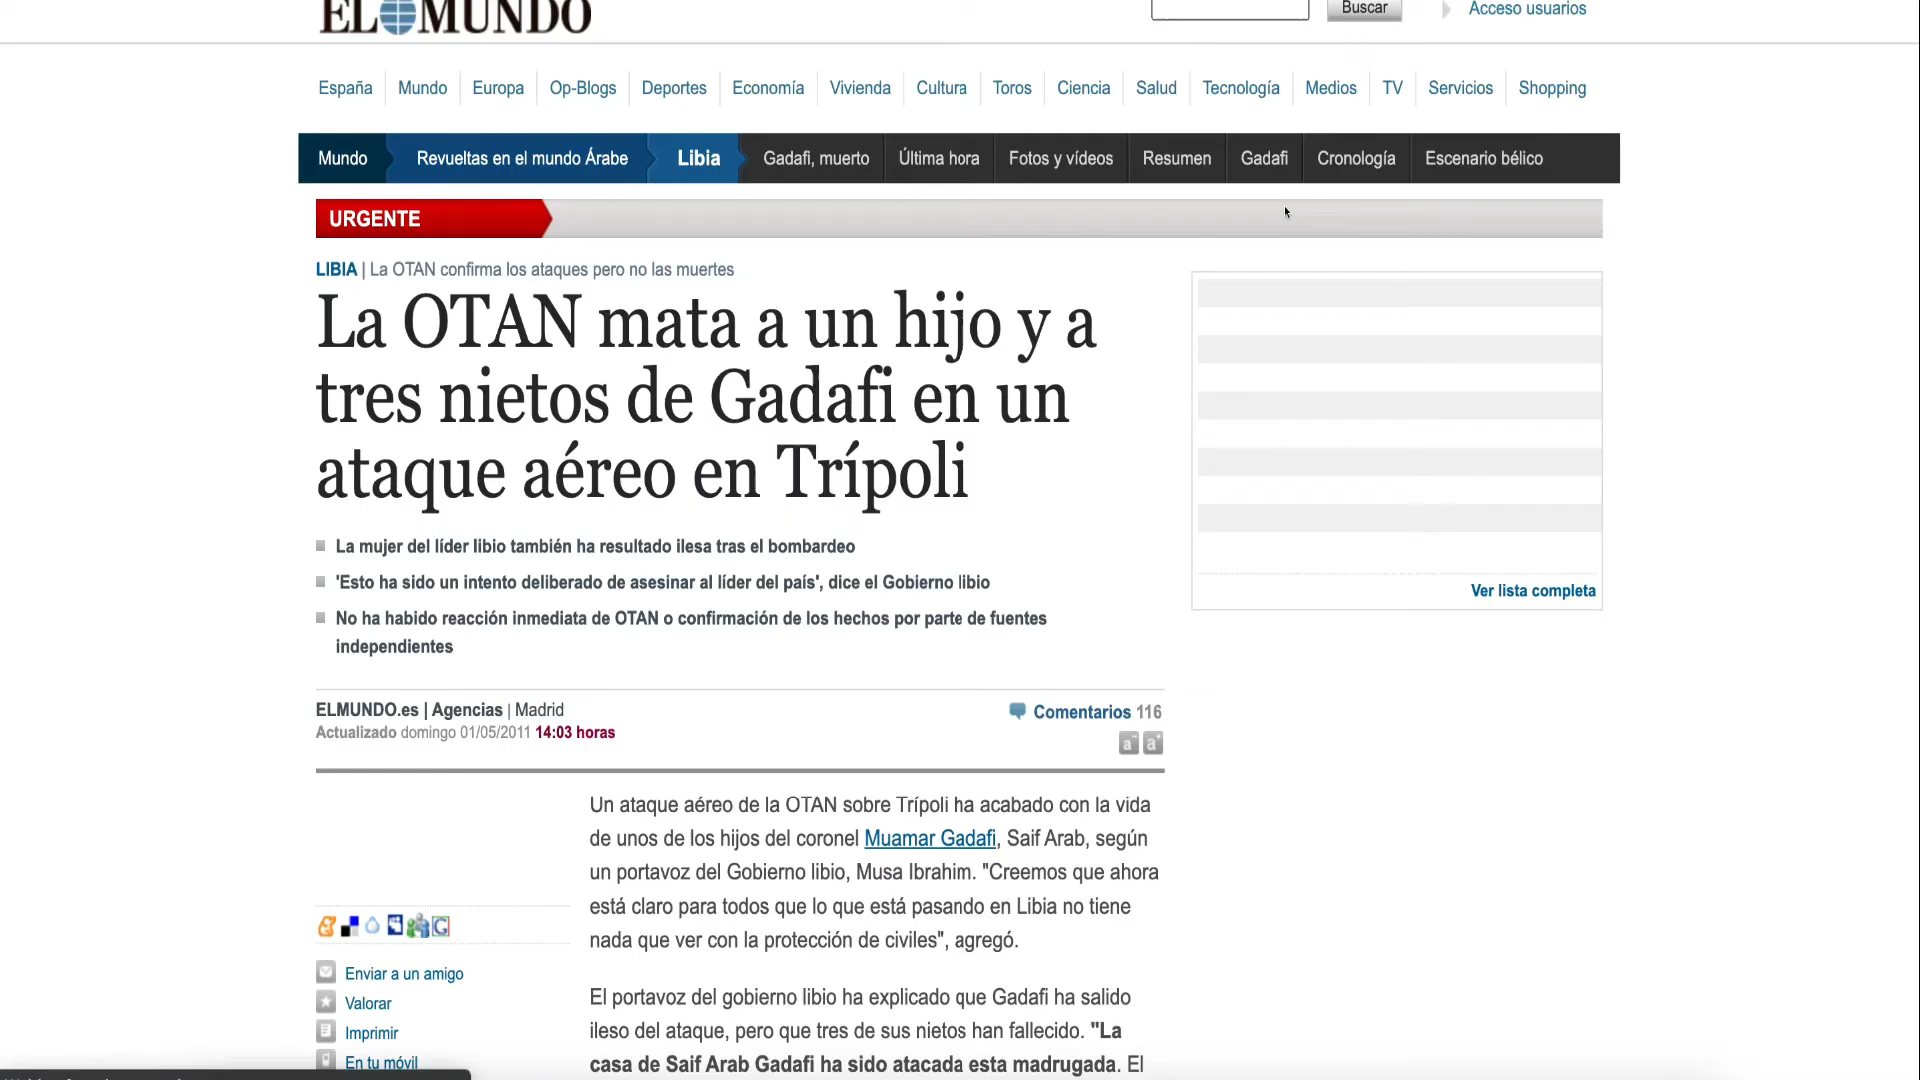 EL MUNDO
Buscar
Acceso usuarios
España Mundo Europa Op-Blogs Deportes Economía Vivienda Cultura Toros Ciencia Salud Tecnología Medios TV Servicios Shopping
Mundo Revueltas en el mundo Árabe Libia Gadafi, muerto Última hora Fotos y vídeos Resumen Gadafi Cronología Escenario bélico
URGENTE
LIBIA | La OTAN confirma los ataques pero no las muertes
La OTAN mata a un hijo y a
tres nietos de Gadafi en un
ataque aéreo en Trípoli
La mujer del líder libio también ha resultado ilesa tras el bombardeo
'Esto ha sido un intento deliberado de asesinar al líder del país', dice el Gobierno libio
No ha habido reacción inmediata de OTAN o confirmación de los hechos por parte de fuentes
independientes
Ver lista completa
ELMUNDO.es | Agencias | Madrid
Actualizado domingo 01/05/2011 14:03 horas
Comentarios 116
a- a+
Un ataque aéreo de la OTAN sobre Trípoli ha acabado con la vida
de unos de los hijos del coronel Muamar Gadafi, Saif Arab, según
un portavoz del Gobierno libio, Musa Ibrahim. "Creemos que ahora
está claro para todos que lo que está pasando en Libia no tiene
nada que ver con la protección de civiles", agregó.
El portavoz del gobierno libio ha explicado que Gadafi ha salido
ileso del ataque, pero que tres de sus nietos han fallecido. "La
casa de Saif Arab Gadafi ha sido atacada esta madrugada. El
Enviar a un amigo
Valorar
Imprimir
En tu móvil